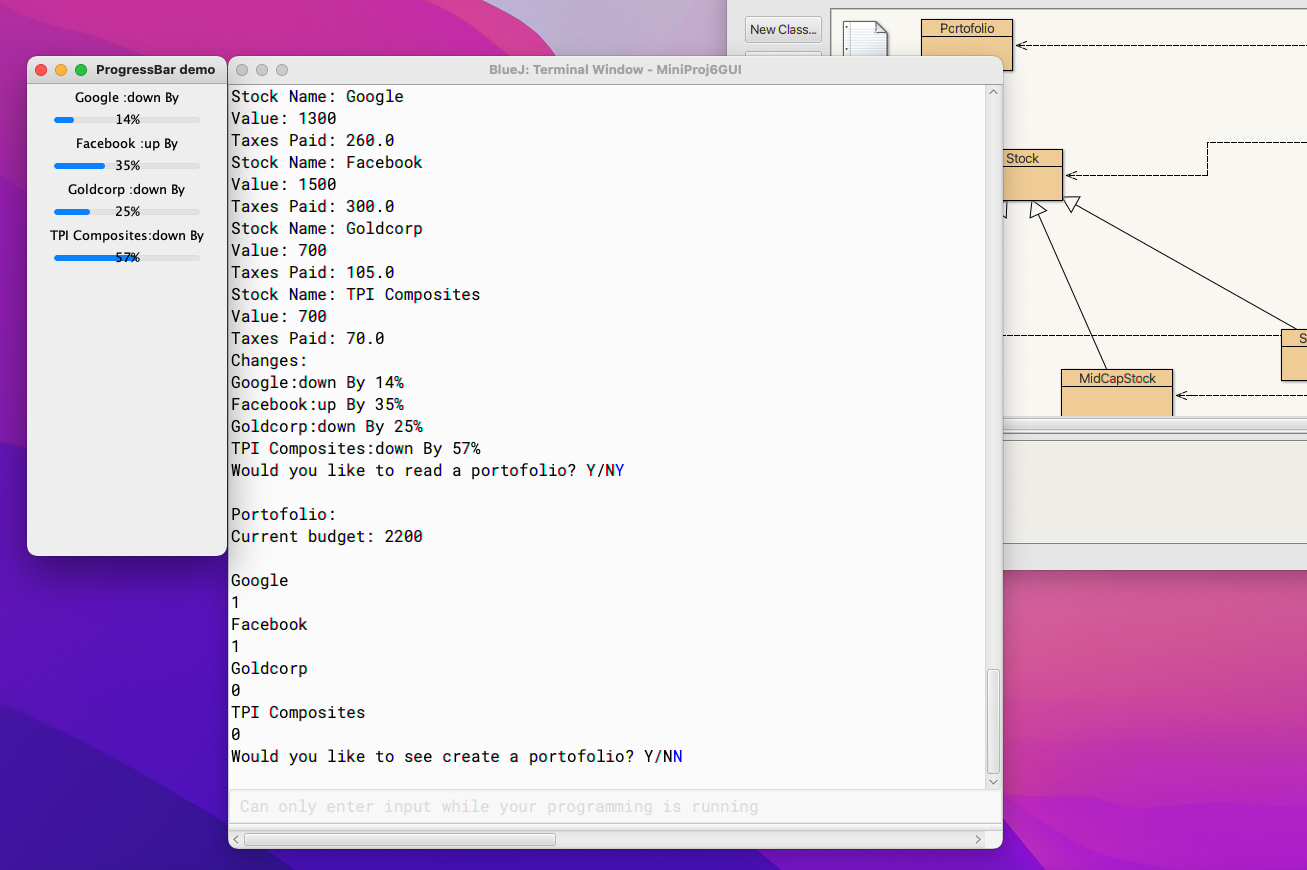 ProgressBar demo
Google :down By
14%
Facebook :up By
35%
Goldcorp :down By
25%
TPI Composites:down By
57%
BlueJ: Terminal Window - MiniProj6GUI
Stock Name: Google
Value: 1300
Taxes Paid: 260.0
Stock Name: Facebook
Value: 1500
Taxes Paid: 300.0
Stock Name: Goldcorp
Value: 700
Taxes Paid: 105.0
Stock Name: TPI Composites
Value: 700
Taxes Paid: 70.0
Changes:
Google:down By 14%
Facebook:up By 35%
Goldcorp:down By 25%
TPI Composites:down By 57%
Would you like to read a portofolio? Y/NY
Portofolio:
Current budget: 2200
Google
1
Facebook
1
Goldcorp
0
TPI Composites
0
Would you like to see create a portofolio? Y/NN
Can only enter input while your programming is running
New Class...
Portofolio
Stock
MidCapStock
S